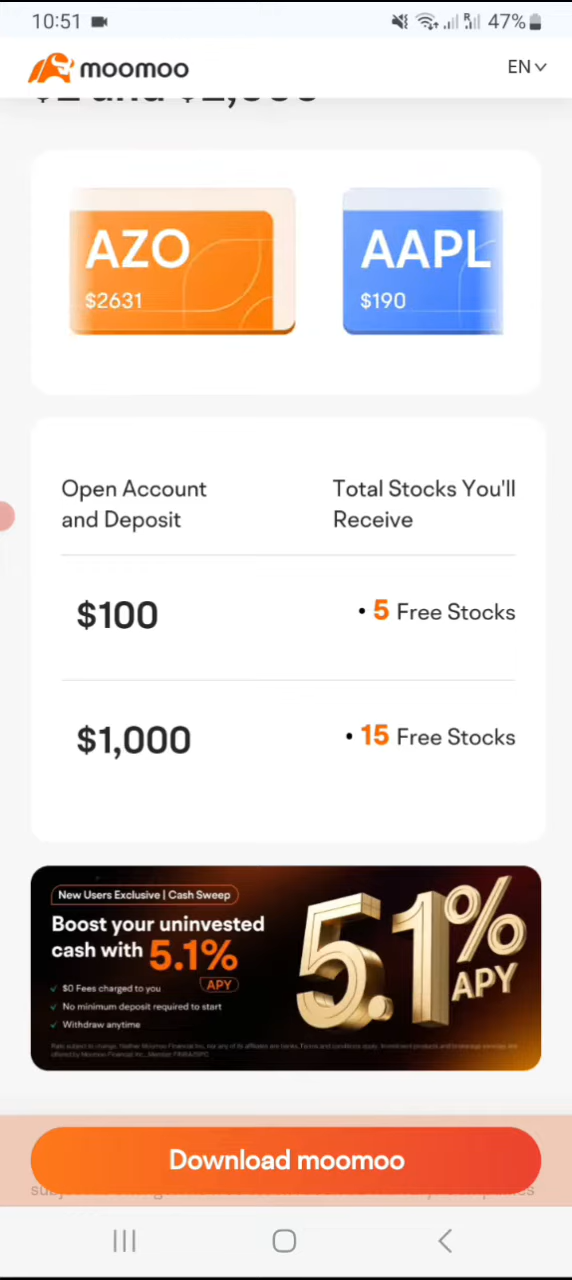 10:51
R
47%
moomoo
EN
AZO
$2631
AAPL
$190
Open Account
and Deposit
Total Stocks You'll
Receive
$100
• 5 Free Stocks
$1,000
• 15 Free Stocks
New Users Exclusive | Cash Sweep
Boost your uninvested
cash with 5.1%
APY
✓ $0 Fees charged to you
✓ No minimum deposit required to start
✓ Withdraw anytime
5.1%
APY
Download moomoo